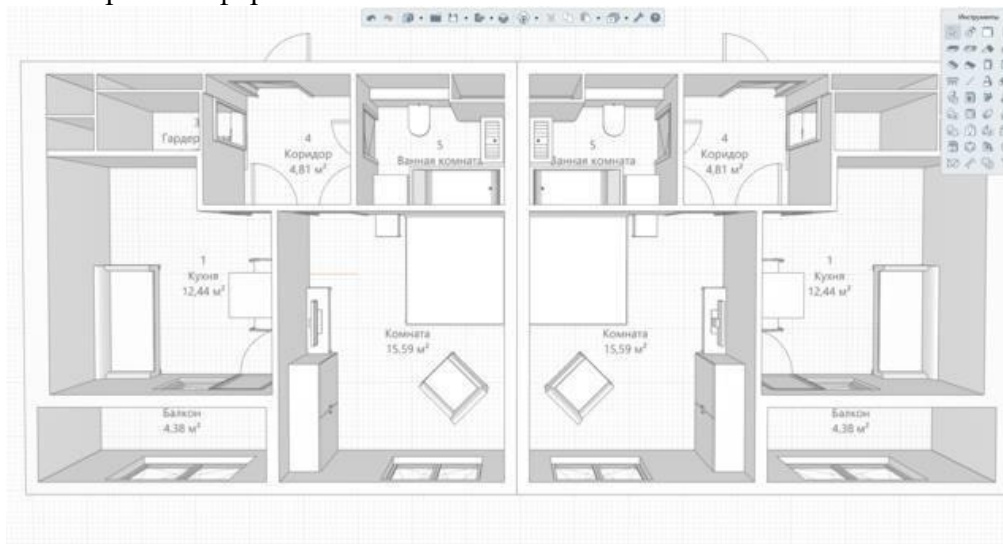 Инструменты
3
4
Коридор
4,81 м²
5
Ванная комната
5
Ванная комната
4
Коридор
4,81 м²
1
Кухня
12,44 м²
1
Кухня
12,44 м²
Комната
15,59 м²
Комната
15,59 м²
Балкон
4,38 м²
Балкон
4,38 м²